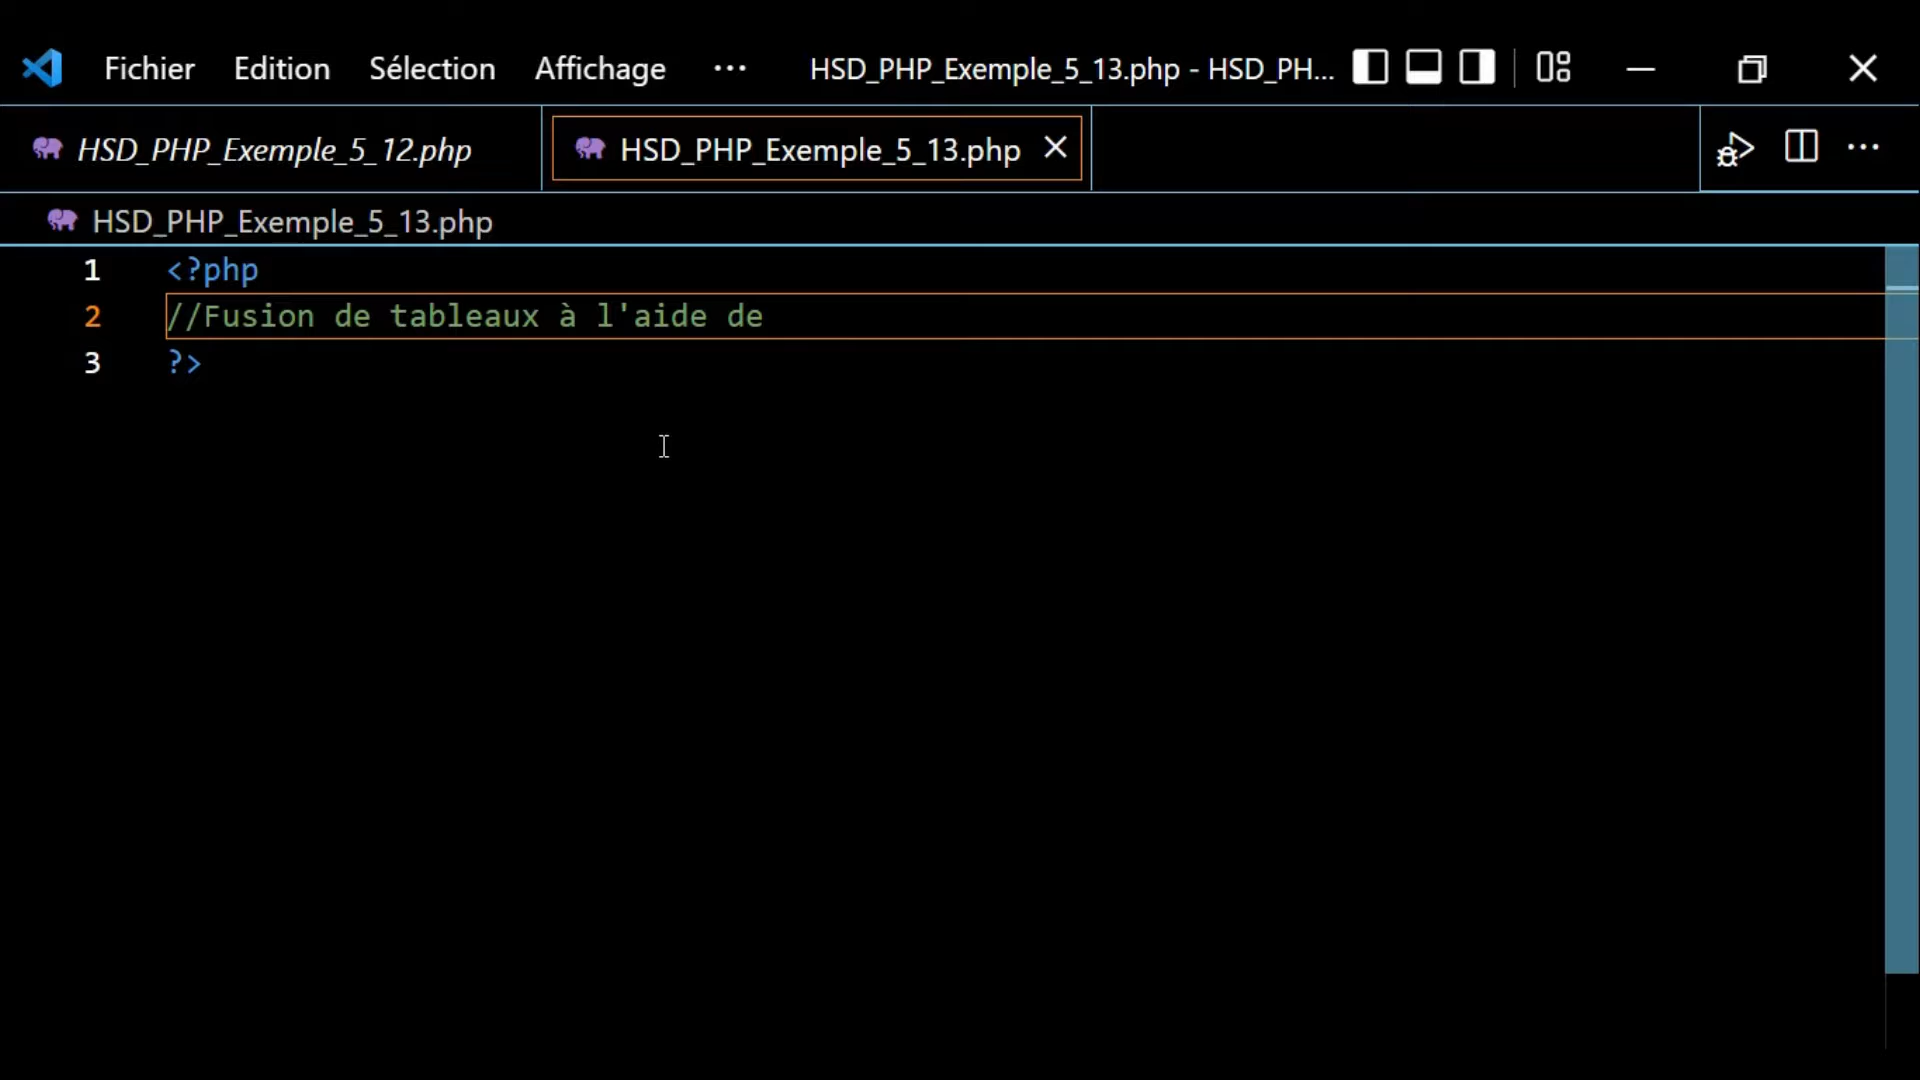 Fichier Edition Sélection Affichage ··· HSD_PHP_Exemple_5_13.php - HSD_PH...
HSD_PHP_Exemple_5_12.php HSD_PHP_Exemple_5_13.php
HSD_PHP_Exemple_5_13.php
1 <?php
2 //Fusion de tableaux à l'aide de
3 ?>